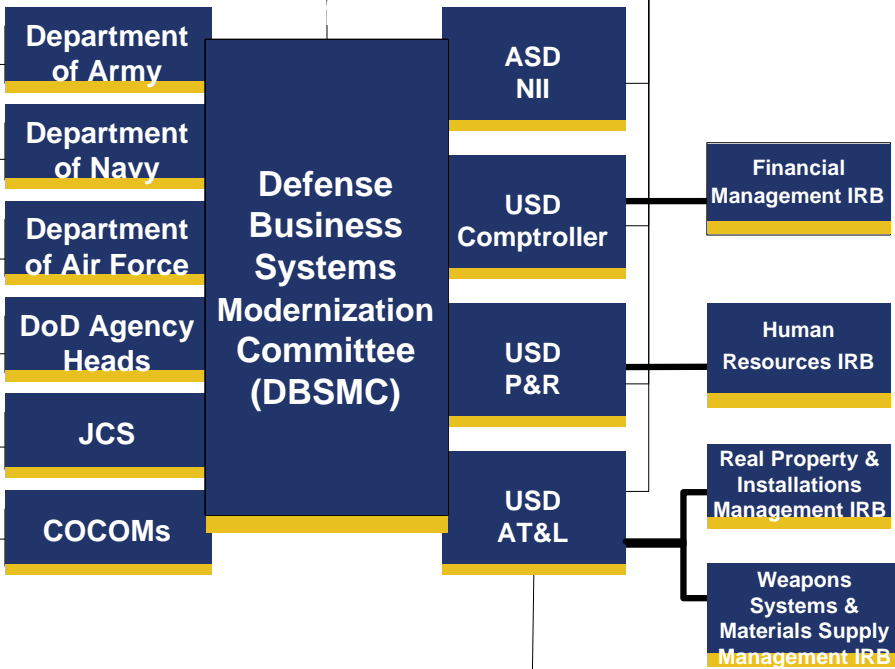 Department
of Army
Department
of Navy
Department
of Air Force
DoD Agency
Heads
JCS
COCOMs
Defense
Business
Systems
Modernization
Committee
(DBSMC)
ASD
NII
USD
Comptroller
USD
P&R
USD
AT&L
Financial
Management IRB
Human
Resources IRB
Real Property &
Installations
Management IRB
Weapons
Systems &
Materials Supply
Management IRB